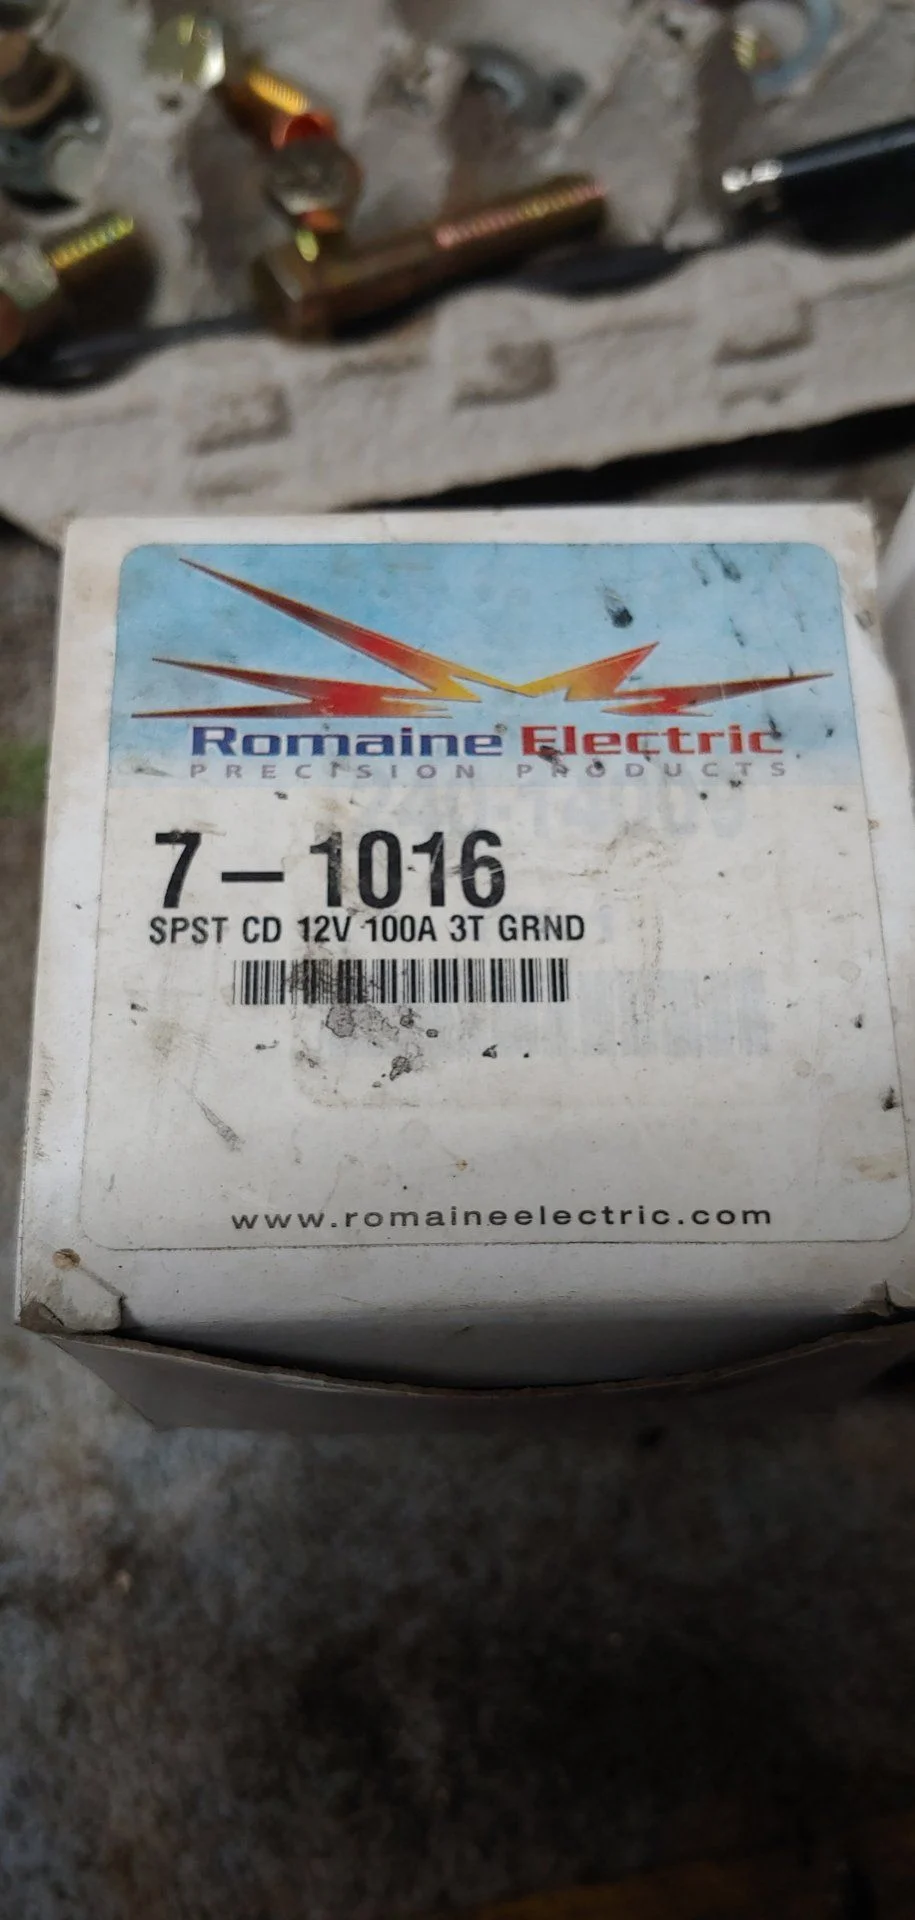 Romaine Electric
PRECISION PRODUCTS
7-1016
SPST CD 12V 100A 3T GRND
www.romaineelectric.com